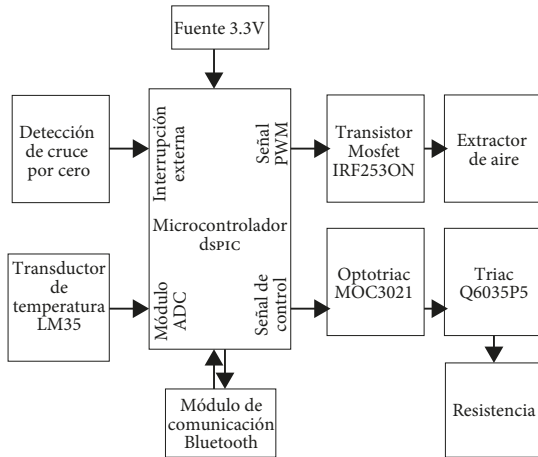 Fuente 3.3V
Detección
de cruce
por cero
Interrupción
externa
Señal
PWM
Transistor
Mosfet
IRF253ON
Extractor
de aire
Microcontrolador
dsPIC
Transductor
de
temperatura
LM35
Módulo
ADC
Señal de
control
Optotriac
MOC3021
Triac
Q6035P5
Módulo de
comunicación
Bluetooth
Resistencia